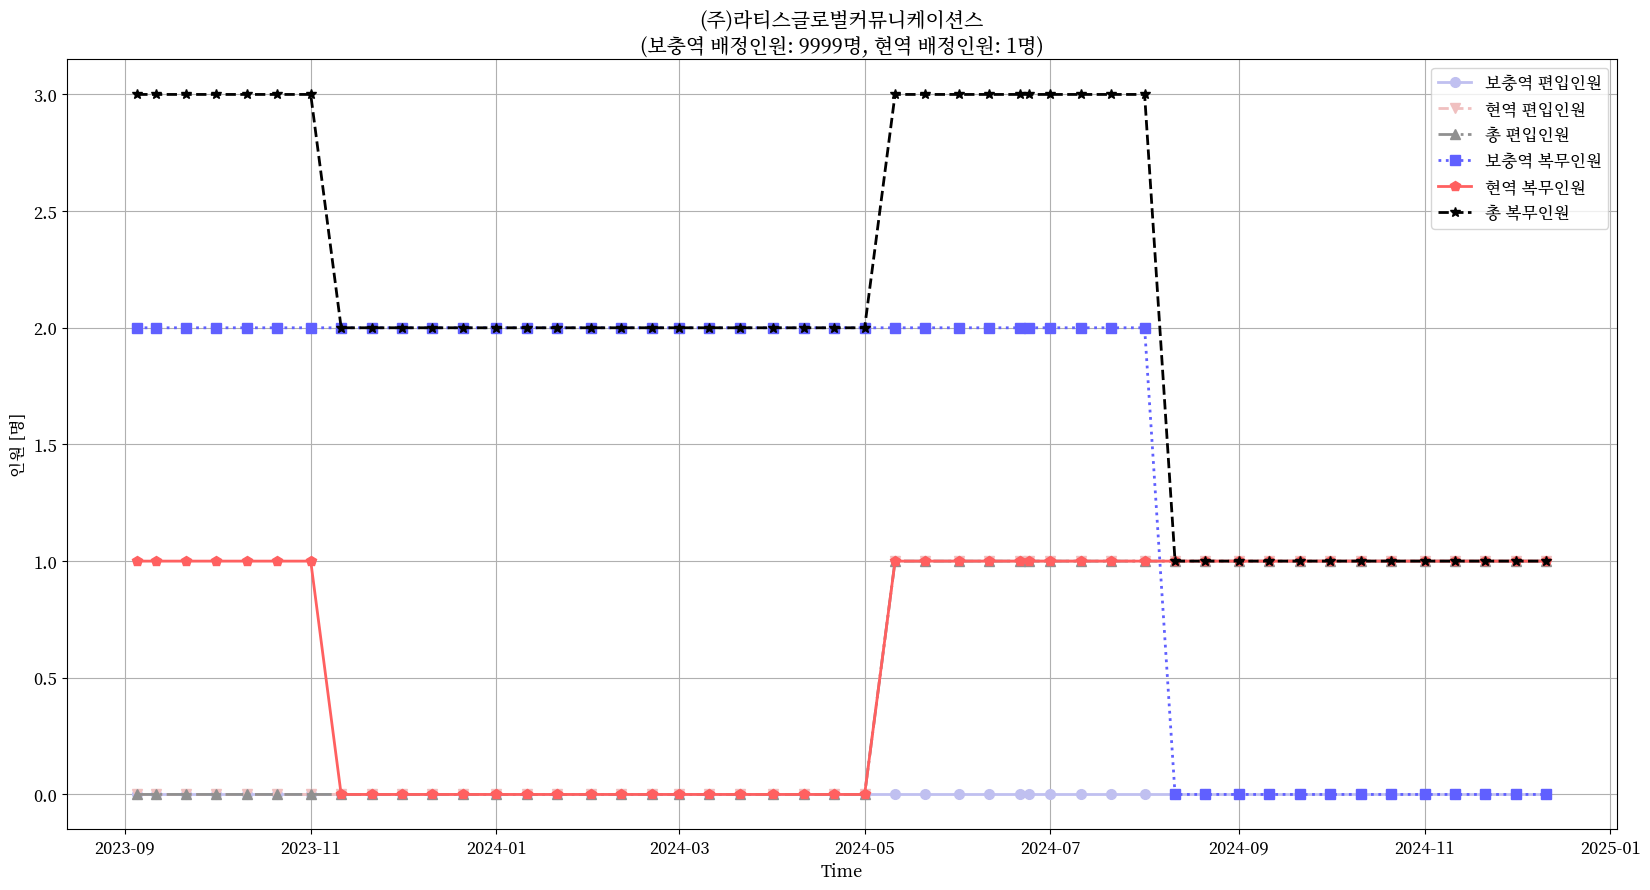 (주)라티스글로벌커뮤니케이션스
(보충역 배정인원: 9999명, 현역 배정인원: 1명)
보충역 편입인원
현역 편입인원
총 편입인원
보충역 복무인원
현역 복무인원
총 복무인원
3.0
2.5
2.0
1.5
1.0
0.5
0.0
인원 [명]
2023-09
2023-11
2024-01
2024-03
2024-05
2024-07
2024-09
2024-11
2025-01
Time